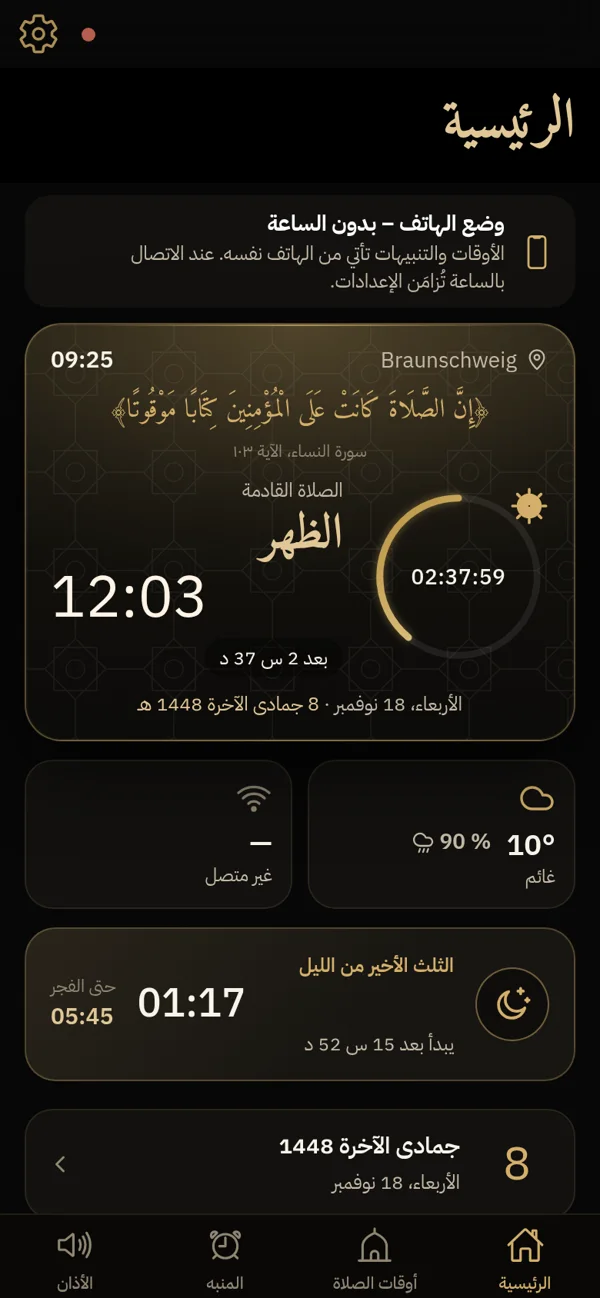 الرئيسية
وضع الهاتف – بدون الساعة
الأوقات والتنبيهات تأتي من الهاتف نفسه. عند الاتصال
بالساعة تُزامَن الإعدادات.
Braunschweig
09:25
﴿إِنَّ الصَّلَاةَ كَانَتْ عَلَى الْمُؤْمِنِينَ كِتَابًا مَوْقُوتًا﴾
سورة النساء، الآية ١٠٣
الصلاة القادمة
الظهر
02:37:59
12:03
بعد 2 س 37 د
الأربعاء، 18 نوفمبر · 8 جمادى الآخرة 1448 هـ
10°
90 %
غائم
—
غير متصل
الثلث الأخير من الليل
يبدأ بعد 15 س 52 د
01:17
حتى الفجر
05:45
8
جمادى الآخرة 1448
الأربعاء، 18 نوفمبر
الرئيسية
أوقات الصلاة
المنبه
الأذان